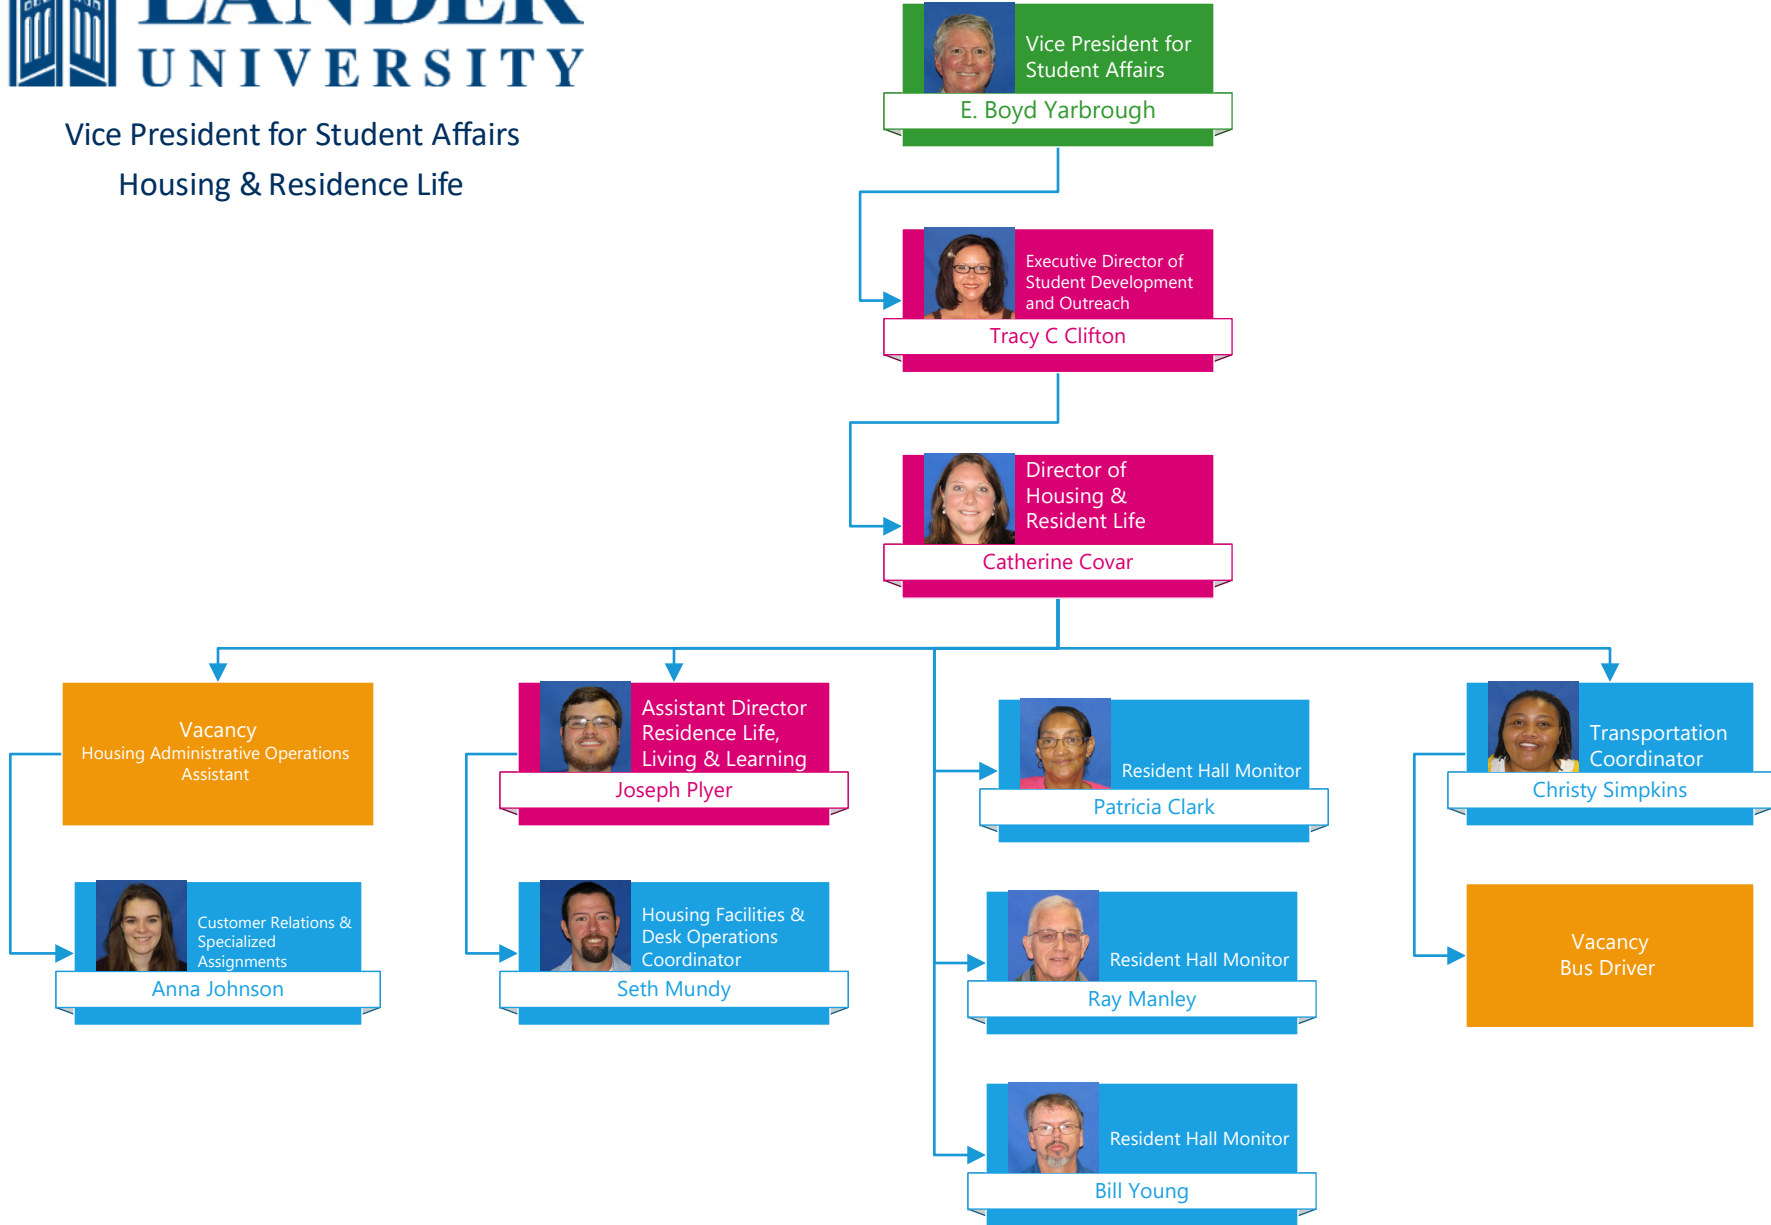 LANDER
UNIVERSITY
Vice President for Student Affairs
Housing & Residence Life
Vice President for
Student Affairs
E. Boyd Yarbrough
Executive Director of
Student Development
and Outreach
Tracy C Clifton
Director of
Housing &
Resident Life
Catherine Covar
Vacancy
Housing Administrative Operations
Assistant
Customer Relations &
Specialized
Assignments
Anna Johnson
Assistant Director
Residence Life,
Living & Learning
Joseph Plyer
Housing Facilities &
Desk Operations
Coordinator
Seth Mundy
Resident Hall Monitor
Patricia Clark
Resident Hall Monitor
Ray Manley
Resident Hall Monitor
Bill Young
Transportation
Coordinator
Christy Simpkins
Vacancy
Bus Driver